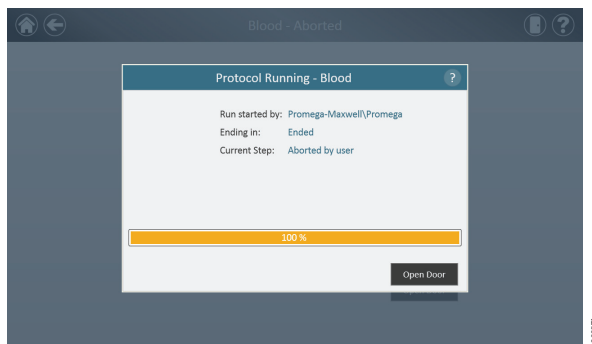 Blood - Aborted
?
Protocol Running - Blood
?
Run started by: Promega-Maxwell\Promega
Ending in: Ended
Current Step: Aborted by user
100 %
Open Door